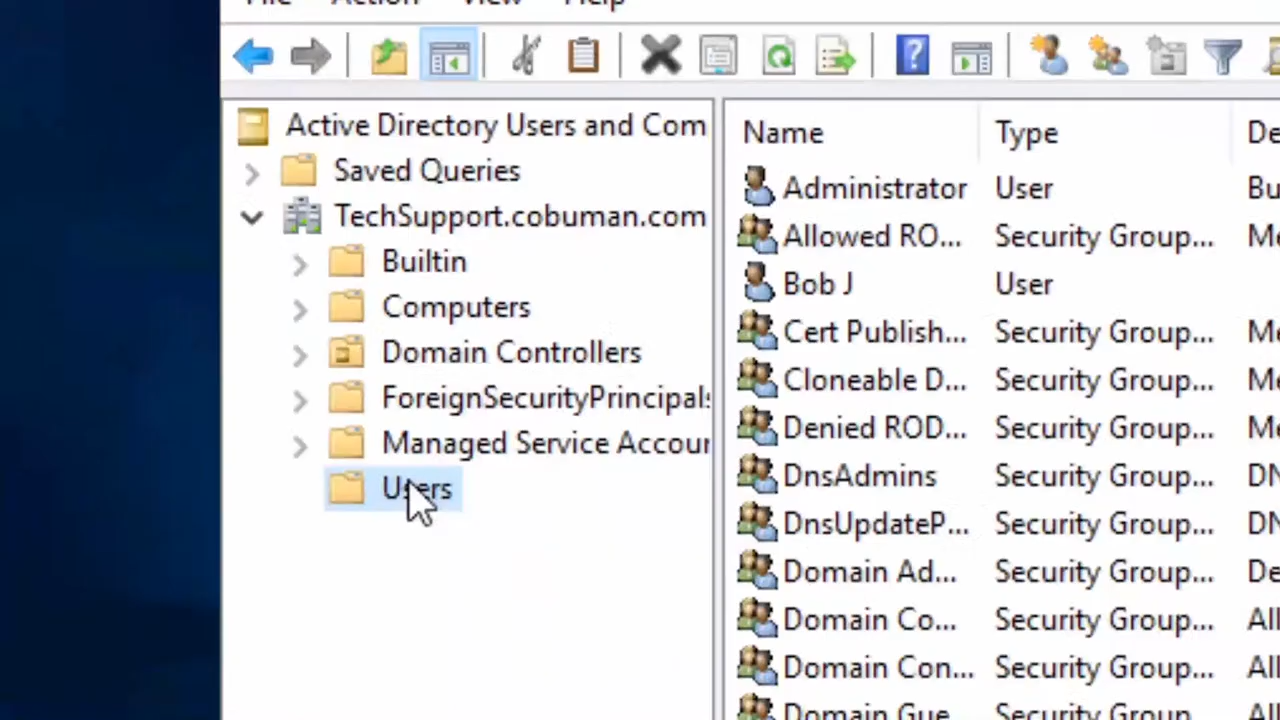 File Action View Help
Active Directory Users and Com
Saved Queries
TechSupport.cobuman.com
Builtin
Computers
Domain Controllers
ForeignSecurityPrincipals
Managed Service Accoun
Users
Name Type De
Administrator User Bu
Allowed RO... Security Group... Me
Bob J User
Cert Publish... Security Group... Me
Cloneable D... Security Group... Me
Denied ROD... Security Group... Me
DnsAdmins Security Group... DN
DnsUpdateP... Security Group... DN
Domain Ad... Security Group... De
Domain Co... Security Group... All
Domain Con... Security Group... All
Domain Gue Security Group All